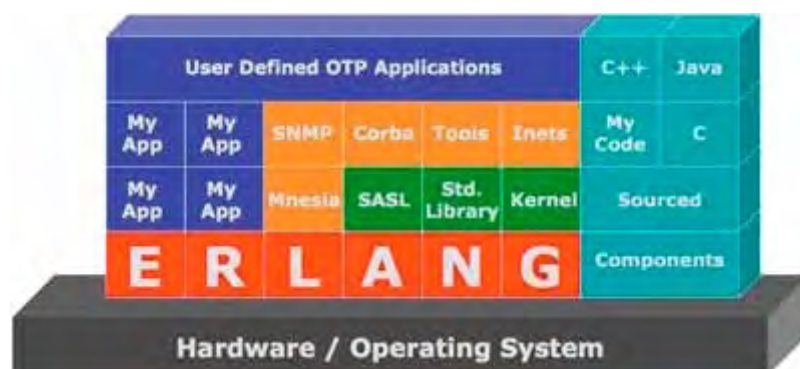 User Defined OTP Applications
C++
Java
My
App
My
App
SNMP
Corba
Tools
Inets
My
Code
C
My
App
My
App
Mnesia
SASL
Std.
Library
Kernel
Sourced
ERLANG
Components
Hardware / Operating System